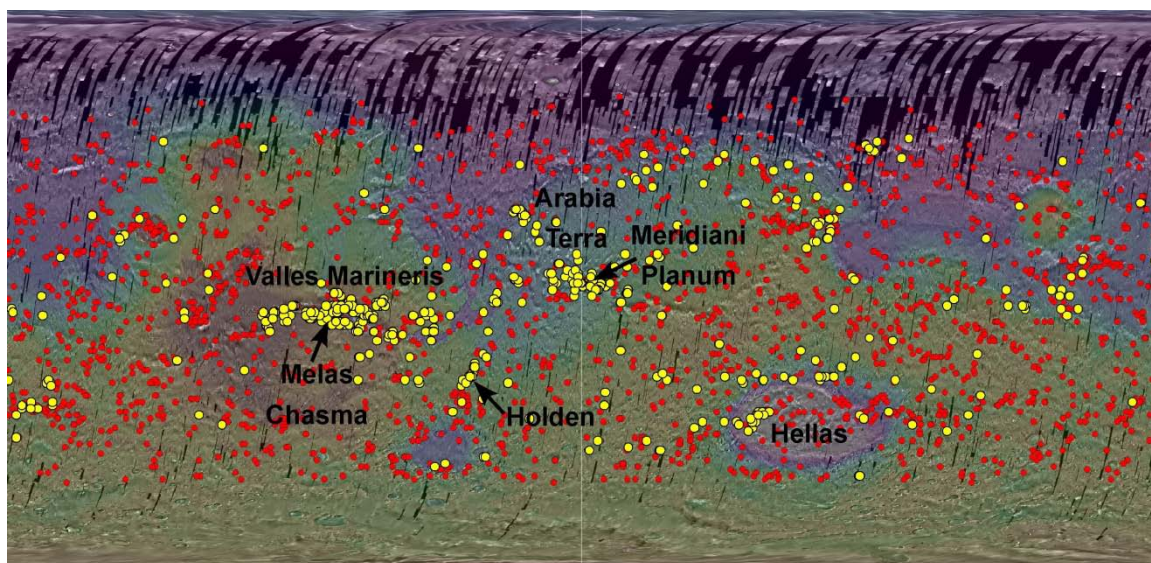 Arabia
Terra
Meridiani
Planum
Valles Marineris
Melas
Chasma
Holden
Hellas